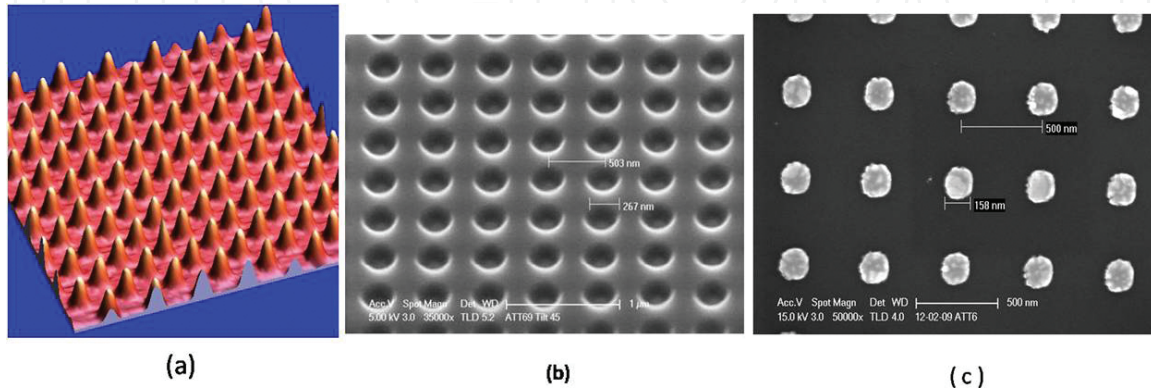 503 nm
267 nm
Acc.V Spot Magn Det WD 1 µm
5.00 kV 3.0 35000x TLD 5.2 ATT69 Tilt 45
500 nm
158 nm
Acc.V Spot Magn Det WD
15.0 kV 3.0 50000x TLD 4.0 12-02-09 ATT6 500 nm
(a)
(b)
( c )